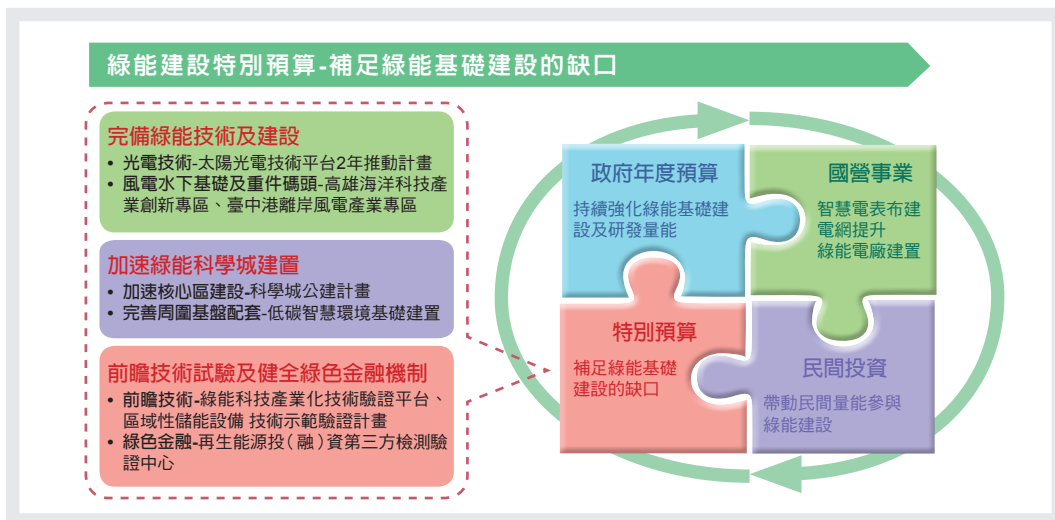 綠能建設特別預算-補足綠能基礎建設的缺口
完備綠能技術及建設
• 光電技術-太陽光電技術平台2年推動計畫
• 風電水下基礎及重件碼頭-高雄海洋科技產
業創新專區、臺中港離岸風電產業專區
加速綠能科學城建置
• 加速核心區建設-科學城公建計畫
• 完善周圍基盤配套-低碳智慧環境基礎建置
前瞻技術試驗及健全綠色金融機制
• 前瞻技術-綠能科技產業化技術驗證平台、
區域性儲能設備 技術示範驗證計畫
• 綠色金融-再生能源投(融)資第三方檢測驗
證中心
政府年度預算
持續強化綠能基礎建
設及研發量能
國營事業
智慧電表布建
電網提升
綠能電廠建置
特別預算
補足綠能基礎
建設的缺口
民間投資
帶動民間量能參與
綠能建設